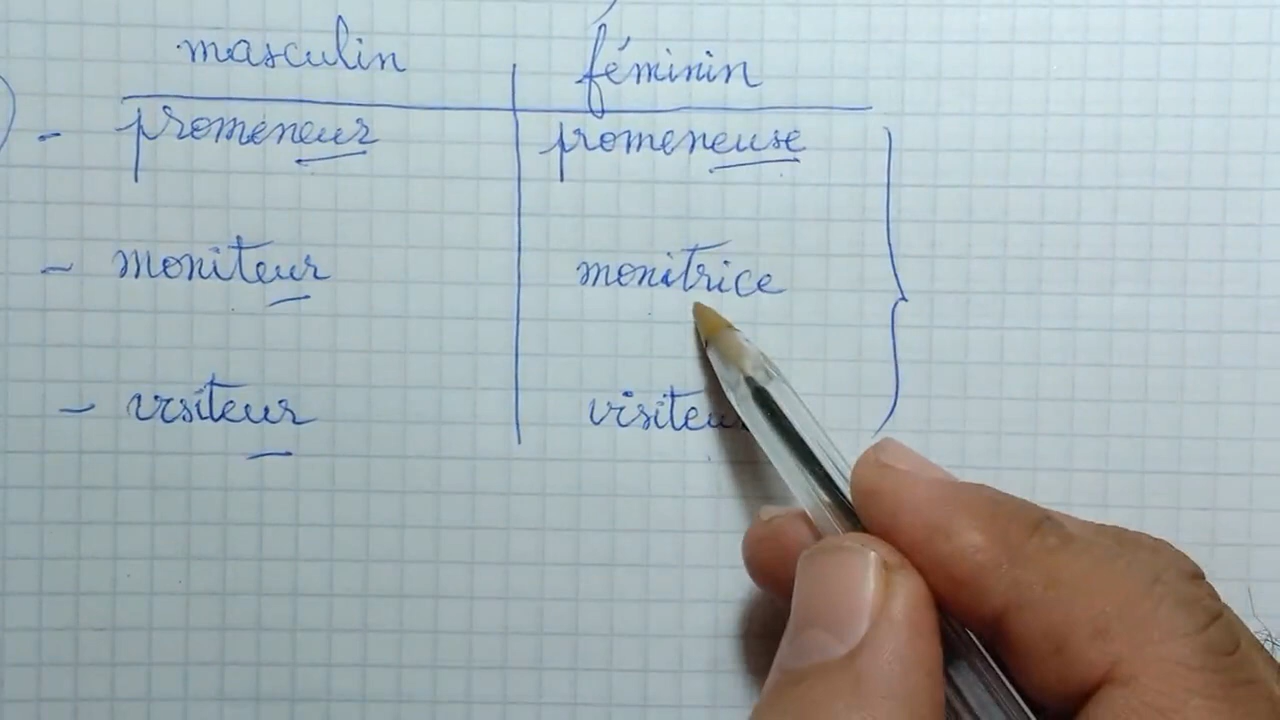 masculin féminin
- promeneur promeneuse
- moniteur monitrice
- visiteur